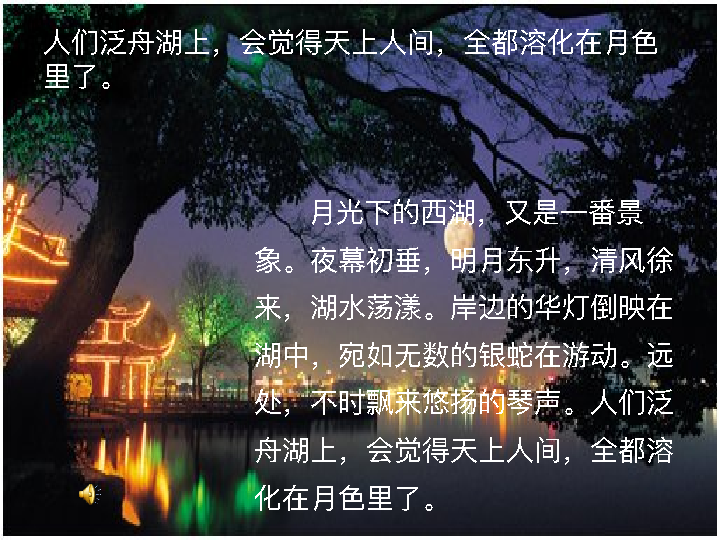 人们泛舟湖上，会觉得天上人间，全都溶化在月色
里了。
月光下的西湖，又是一番景
象。夜幕初垂，明月东升，清风徐
来，湖水荡漾。岸边的华灯倒映在
湖中，宛如无数的银蛇在游动。远
处，不时飘来悠扬的琴声。人们泛
舟湖上，会觉得天上人间，全都溶
化在月色里了。